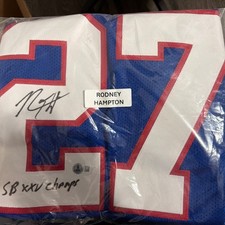 27
RODNEY
HAMPTON
SB XXV Champs